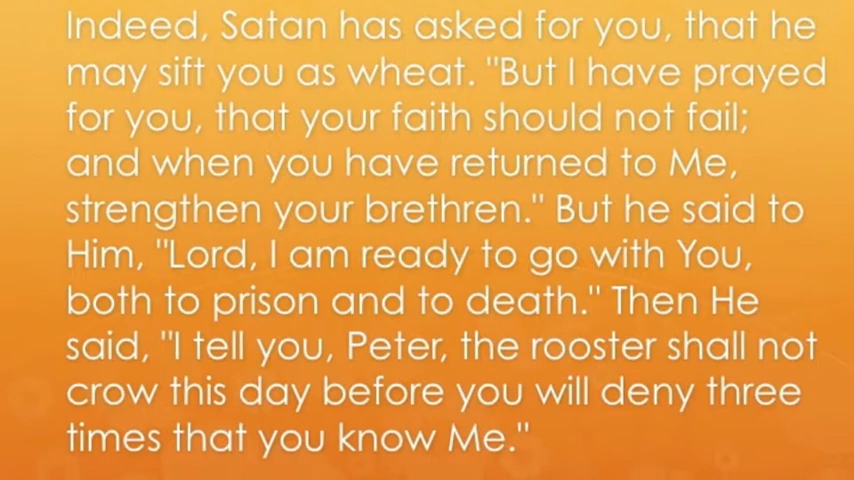 Indeed, Satan has asked for you, that he
may sift you as wheat. "But I have prayed
for you, that your faith should not fail;
and when you have returned to Me,
strengthen your brethren." But he said to
Him, "Lord, I am ready to go with You,
both to prison and to death." Then He
said, "I tell you, Peter, the rooster shall not
crow this day before you will deny three
times that you know Me."